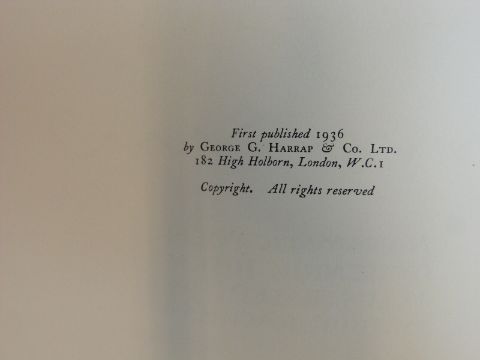 First published 1936
by George G. Harrap & Co. Ltd.
182 High Holborn, London, W.C.1
Copyright. All rights reserved